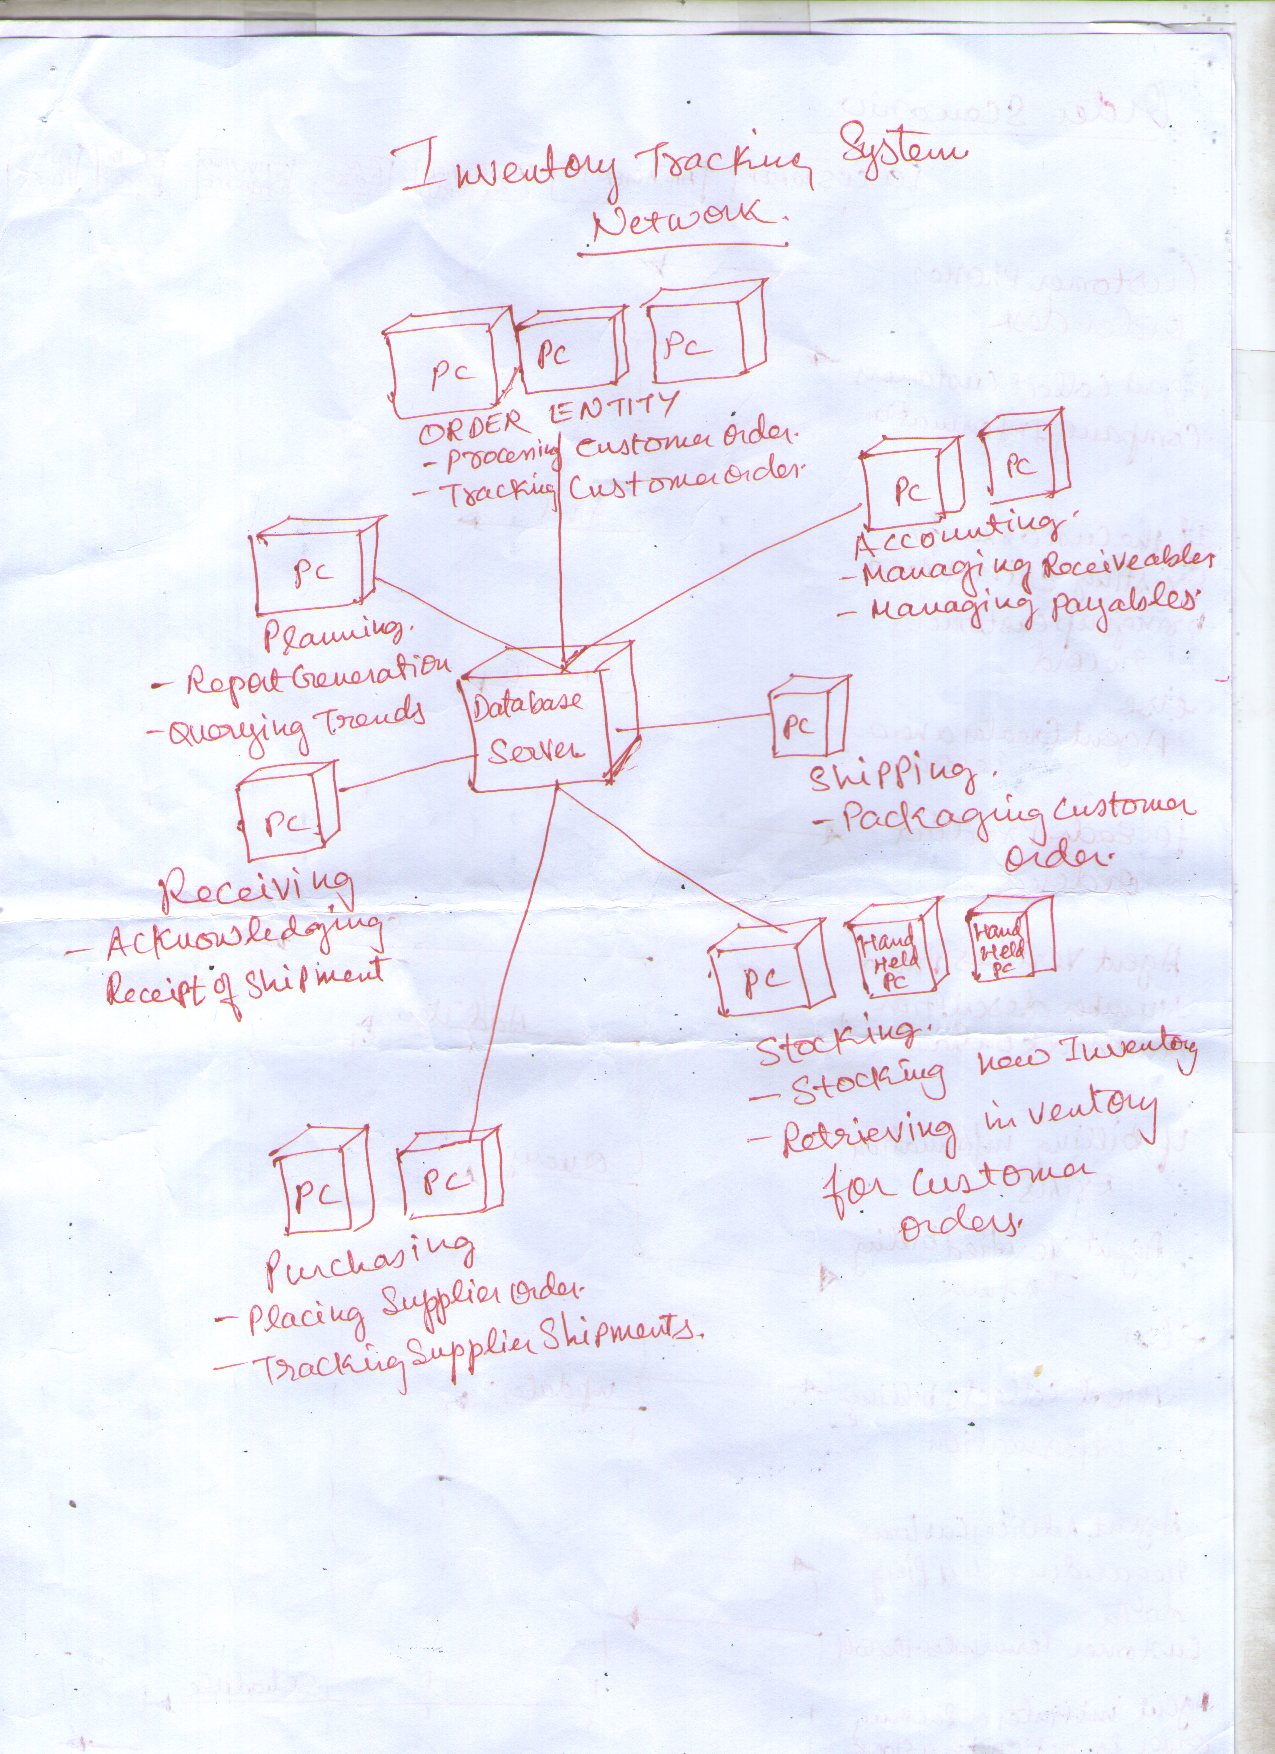 Inventory Tracking System
Network.
PC
PC
PC
ORDER ENTITY
- Processing Customer order.
- Tracking Customer order.
PC
PC
Accounting.
- Managing Receiveables
- Managing payables.
PC
Planning.
- Report Generation
- Querying Trends
Database
Server
PC
Shipping.
- Packaging Customer
order.
PC
Receiving
- Acknowledging
Receipt of Shipment
PC
Hand
Held
PC
Hand
Held
PC
Stocking.
- Stocking new Inventory
- Retrieving inventory
for customer
orders.
PC
PC
Purchasing
- Placing Supplier order.
- Tracking Supplier Shipments.